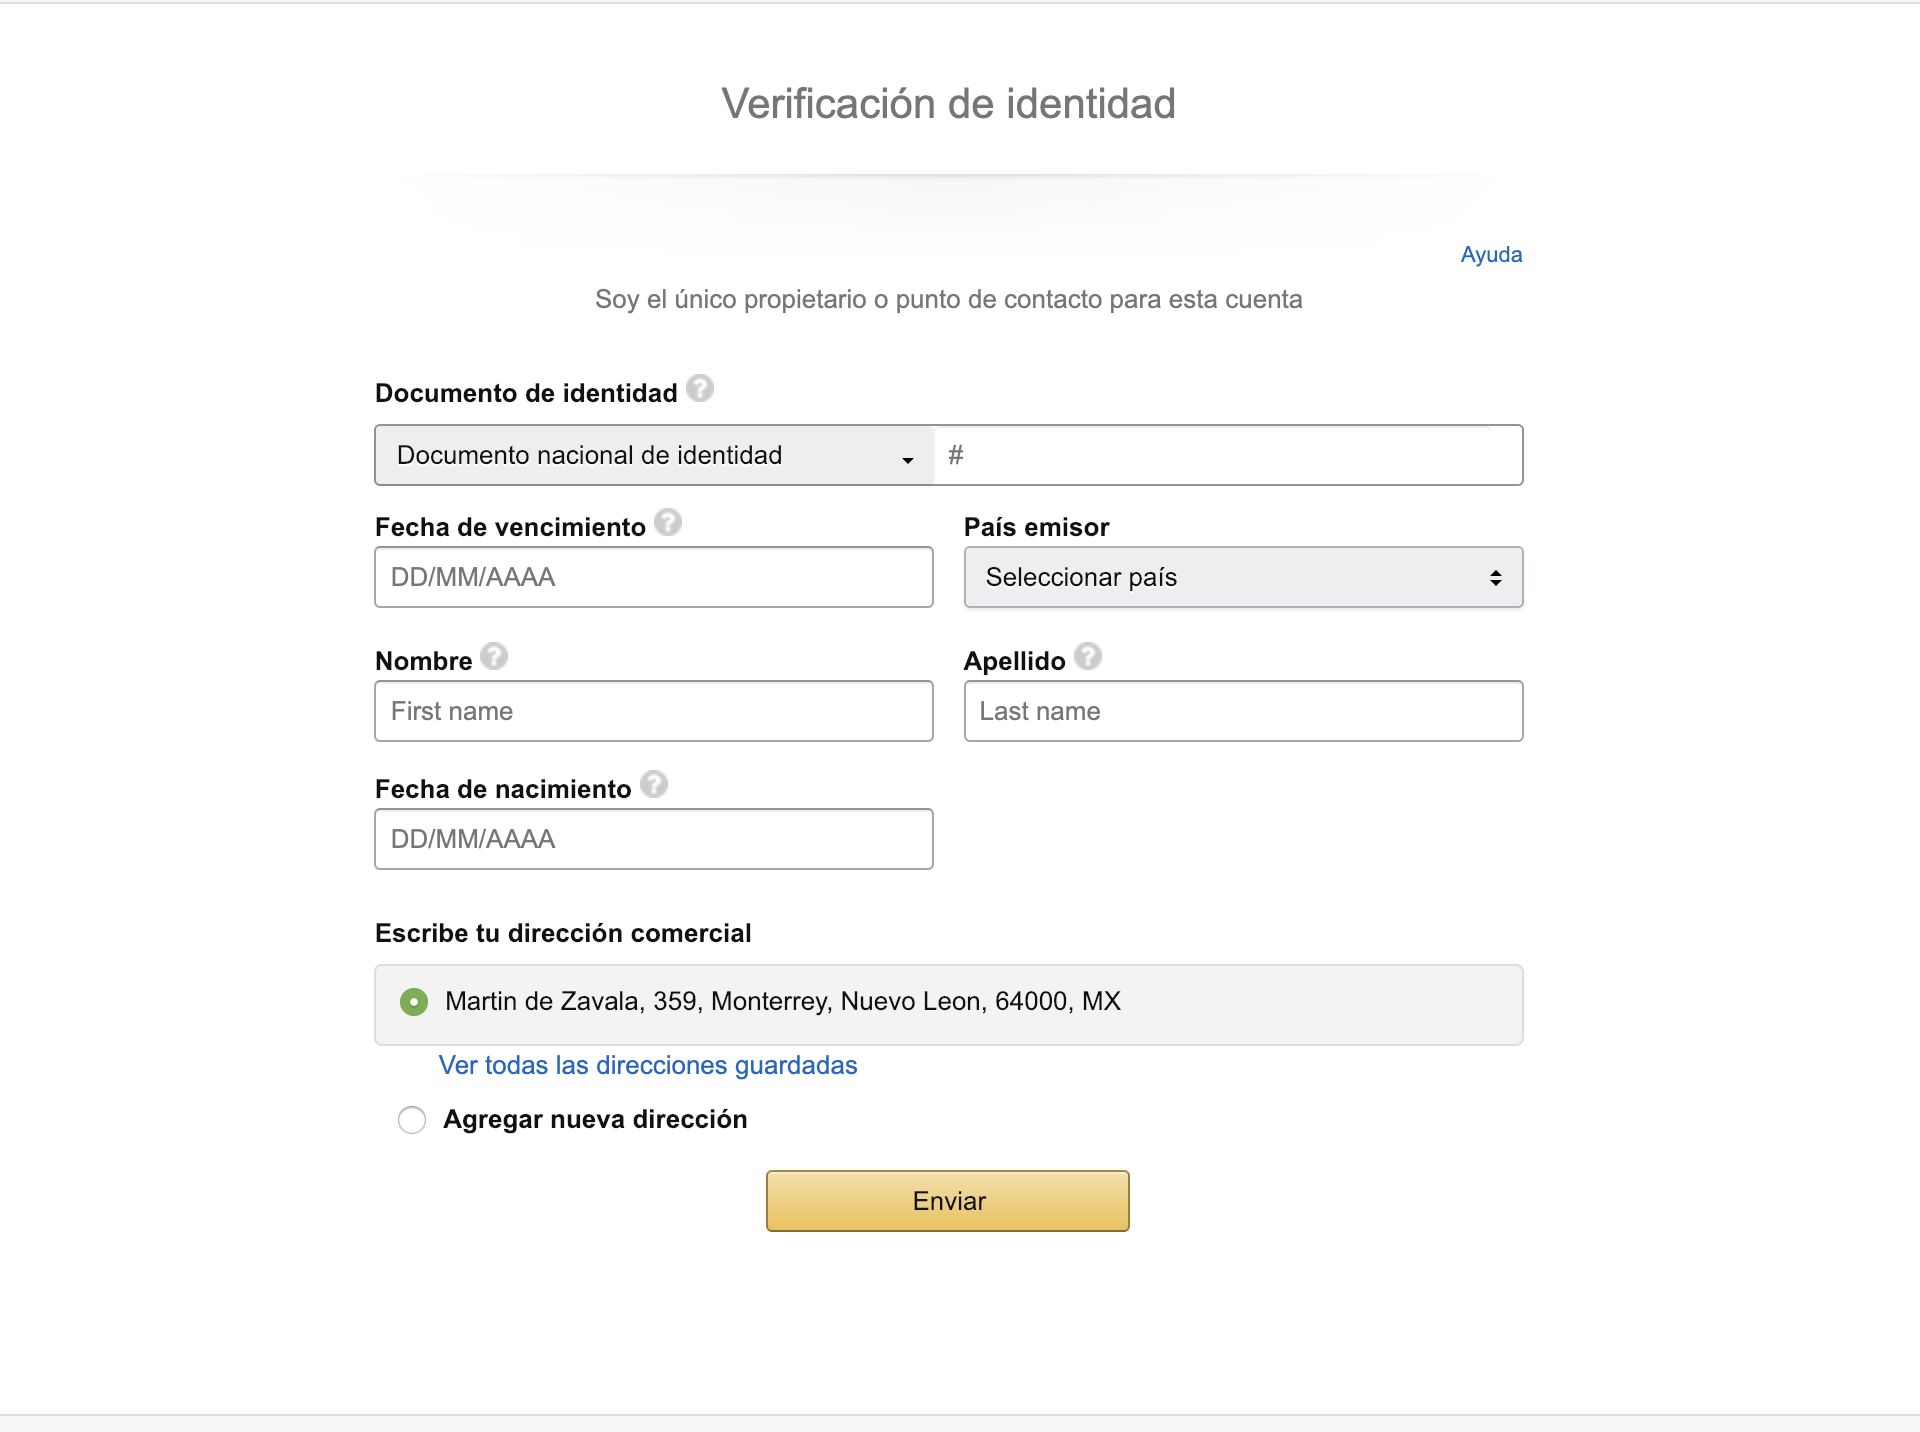 Verificación de identidad
Ayuda
Soy el único propietario o punto de contacto para esta cuenta
Documento de identidad ?
Documento nacional de identidad #
Fecha de vencimiento ? País emisor
DD/MM/AAAA Seleccionar país
Nombre ? Apellido ?
First name Last name
Fecha de nacimiento ?
DD/MM/AAAA
Escribe tu dirección comercial
Martin de Zavala, 359, Monterrey, Nuevo Leon, 64000, MX
Ver todas las direcciones guardadas
Agregar nueva dirección
Enviar